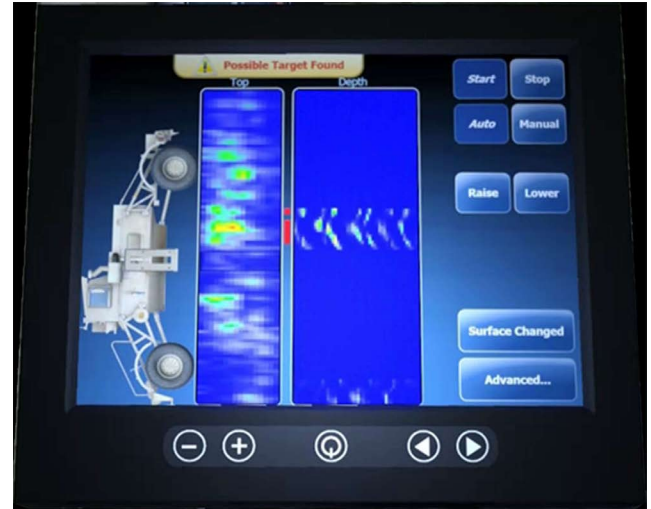 Possible Target Found
Top
Depth
Start
Stop
Auto
Manual
Raise
Lower
Surface Changed
Advanced...